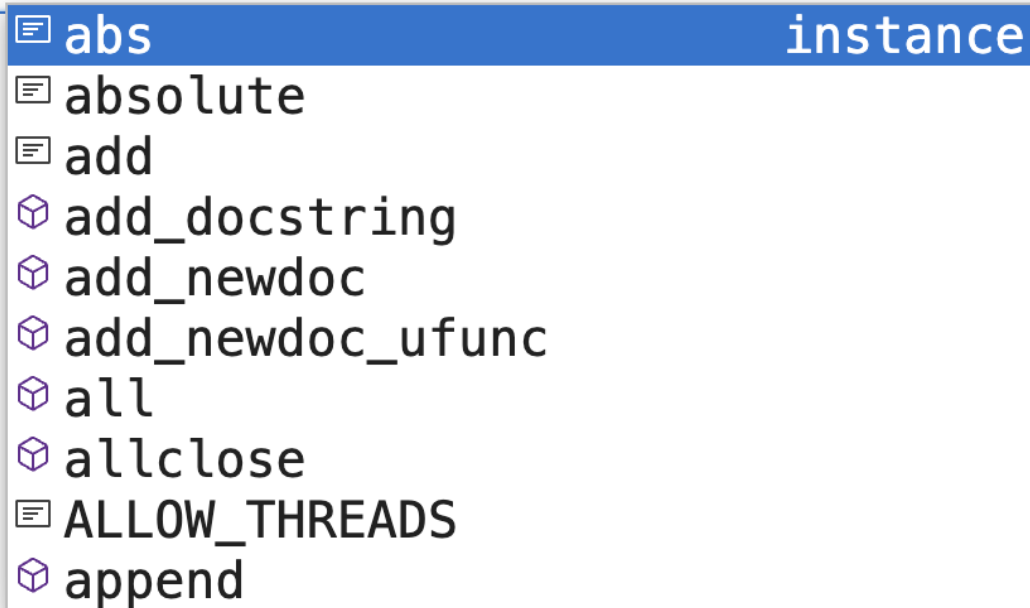 abs instance
absolute
add
add_docstring
add_newdoc
add_newdoc_ufunc
all
allclose
ALLOW_THREADS
append